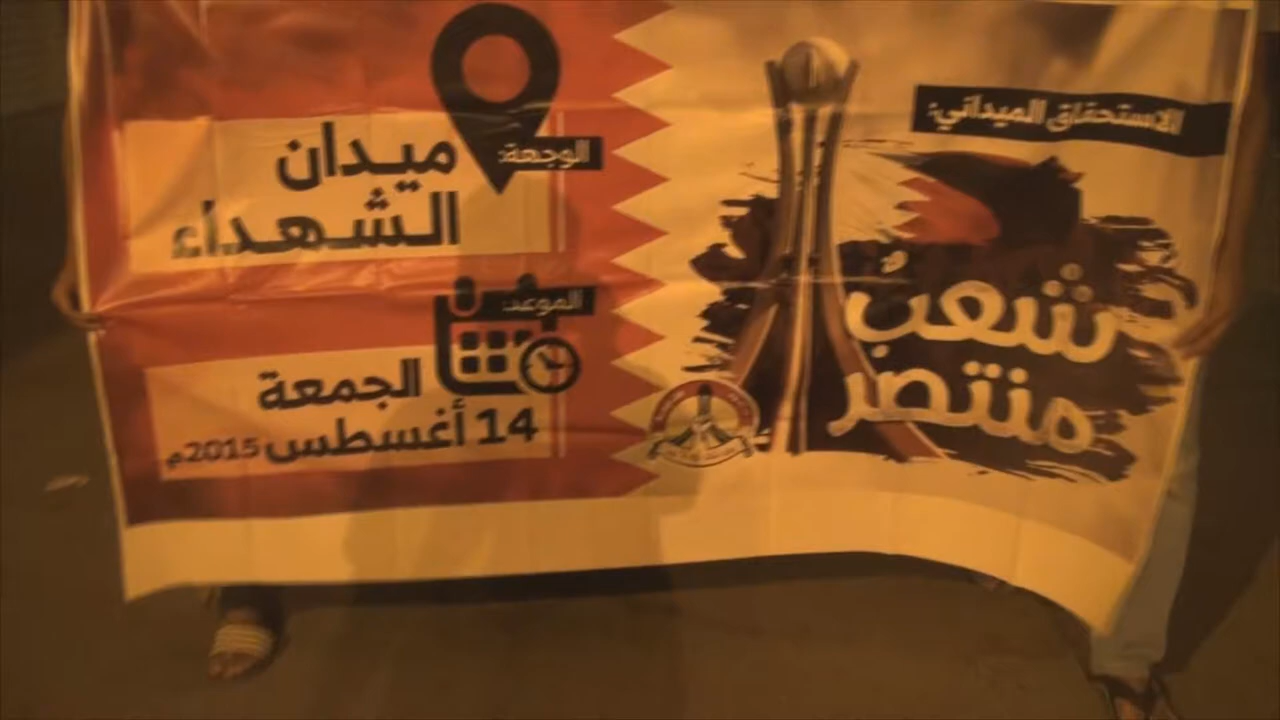 الاستحقاق الميداني:
شعبٌ
منتصر
الوجهة:
ميدان
الشهداء
الموعد:
الجمعة
14 أغسطس 2015م